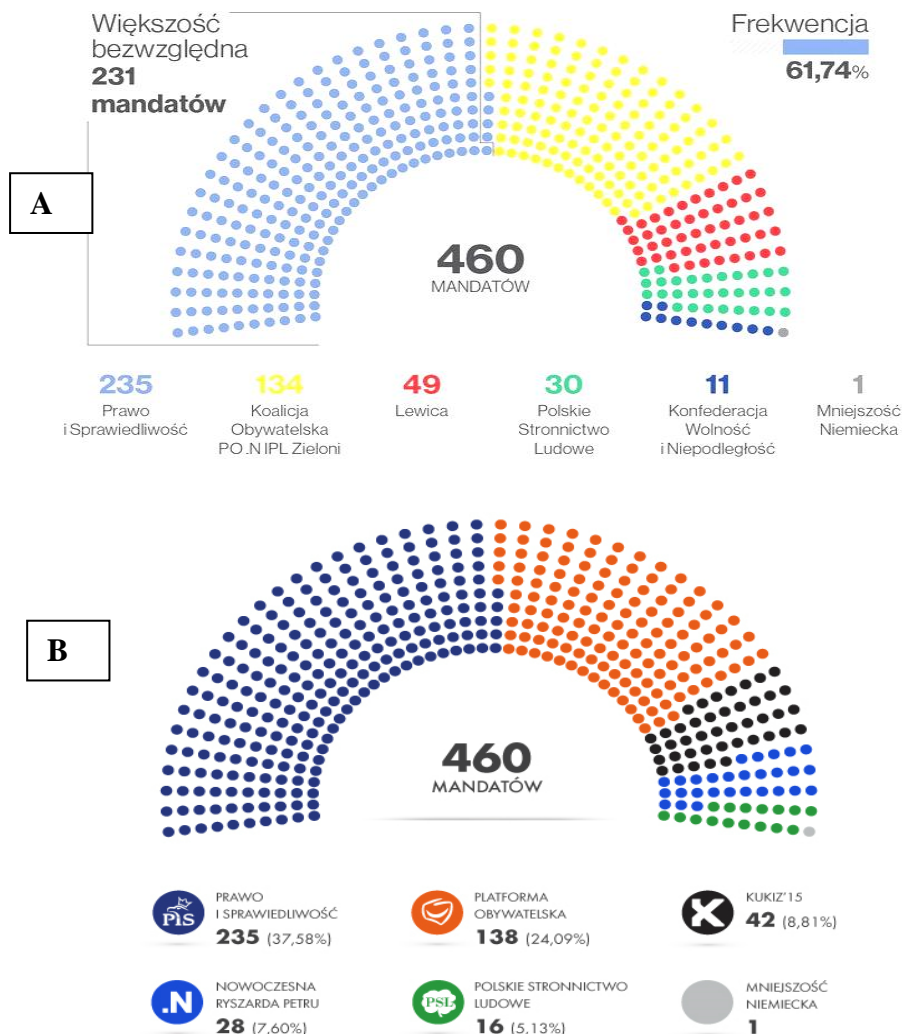 Większość
bezwzględna
231
mandatów
Frekwencja
61,74%
A
460
MANDATÓW
235
Prawo
i Sprawiedliwość
134
Koalicja
Obywatelska
PO .N IPL Zieloni
49
Lewica
30
Polskie
Stronnictwo
Ludowe
11
Konfederacja
Wolność
i Niepodległość
1
Mniejszość
Niemiecka
B
460
MANDATÓW
PiS
PRAWO
I SPRAWIEDLIWOŚĆ
235 (37,58%)
PLATFORMA
OBYWATELSKA
138 (24,09%)
K
KUKIZ'15
42 (8,81%)
.N
NOWOCZESNA
RYSZARDA PETRU
28 (7,60%)
PSL
POLSKIE STRONNICTWO
LUDOWE
16 (5,13%)
MNIEJSZOŚĆ
NIEMIECKA
1